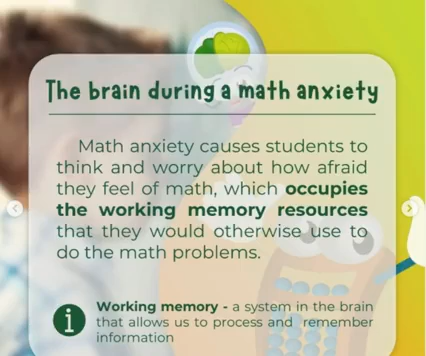 The brain during a math anxiety
Math anxiety causes students to
think and worry about how afraid
they feel of math, which occupies
the working memory resources
that they would otherwise use to
do the math problems.
Working memory - a system in the brain
that allows us to process and remember
information